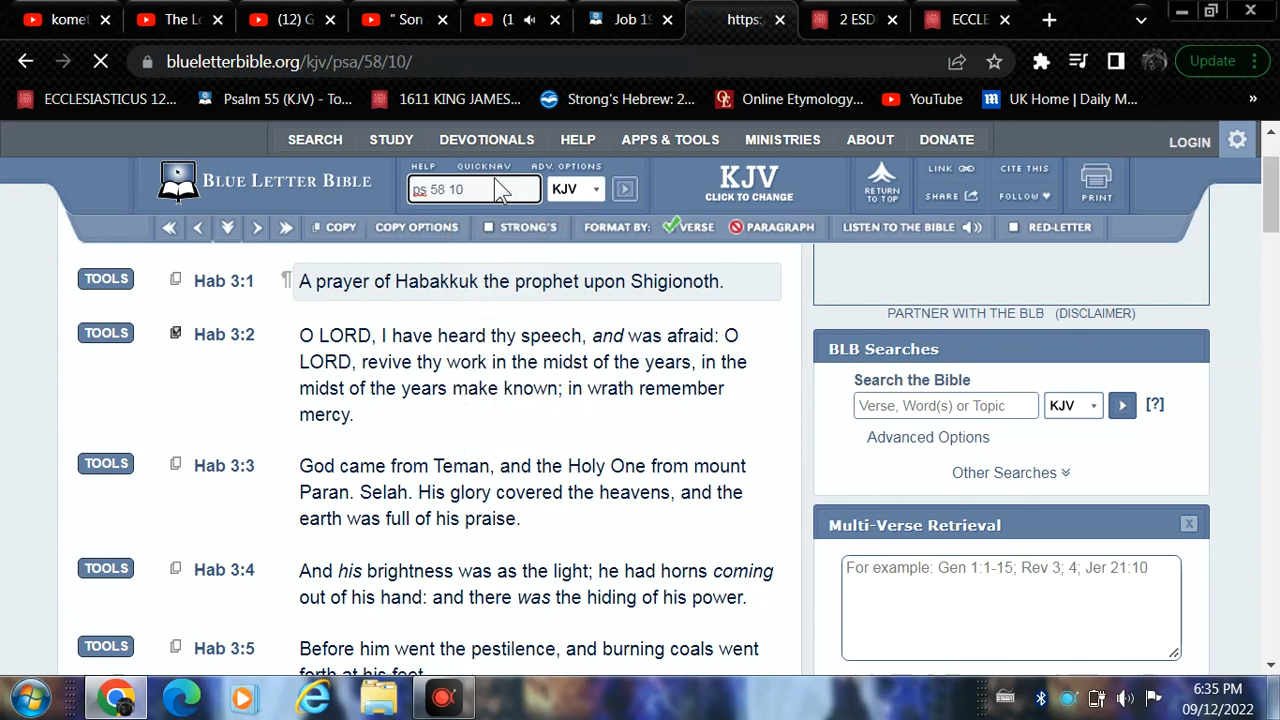 komet
The Lo
(12) G
" Son
(1
Job 19
https:
2 ESD
ECCLE
blueletterbible.org/kjv/psa/58/10/
Update
ECCLESIASTICUS 12...
Psalm 55 (KJV) - To...
1611 KING JAMES...
Strong's Hebrew: 2...
Online Etymology...
YouTube
UK Home | Daily M...
»
SEARCH
STUDY
DEVOTIONALS
HELP
APPS & TOOLS
MINISTRIES
ABOUT
DONATE
LOGIN
BLUE LETTER BIBLE
HELP
QUICKNAV
ADV. OPTIONS
ps 58 10
KJV
KJV
CLICK TO CHANGE
RETURN
TO TOP
LINK
CITE THIS
SHARE
FOLLOW
PRINT
COPY
COPY OPTIONS
STRONG'S
FORMAT BY:
VERSE
PARAGRAPH
LISTEN TO THE BIBLE
RED-LETTER
TOOLS
Hab 3:1
¶
A prayer of Habakkuk the prophet upon Shigionoth.
TOOLS
Hab 3:2
O LORD, I have heard thy speech, and was afraid: O
LORD, revive thy work in the midst of the years, in the
midst of the years make known; in wrath remember
mercy.
TOOLS
Hab 3:3
God came from Teman, and the Holy One from mount
Paran. Selah. His glory covered the heavens, and the
earth was full of his praise.
TOOLS
Hab 3:4
And his brightness was as the light; he had horns coming
out of his hand: and there was the hiding of his power.
TOOLS
Hab 3:5
Before him went the pestilence, and burning coals went
forth at his feet.
PARTNER WITH THE BLB (DISCLAIMER)
BLB Searches
Search the Bible
Verse, Word(s) or Topic
KJV
[?]
Advanced Options
Other Searches
Multi-Verse Retrieval
X
For example: Gen 1:1-15; Rev 3; 4; Jer 21:10
6:35 PM
09/12/2022